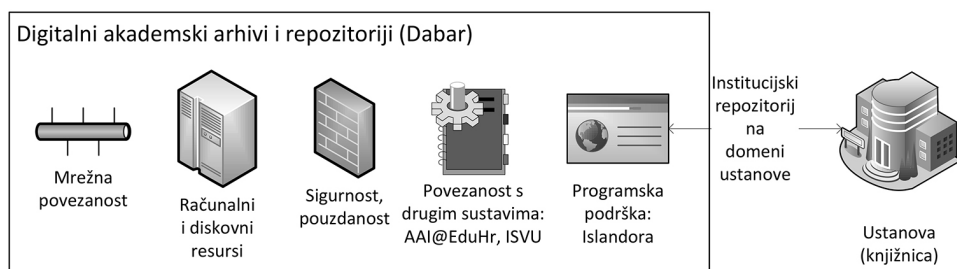 Digitalni akademski arhivi i repozitoriji (Dabar)
Mrežna
povezanost
Računalni
i diskovni
resursi
Sigurnost,
pouzdanost
Povezanost s
drugim sustavima:
AAI@EduHr, ISVU
Programska
podrška:
Islandora
Institucijski
repozitorij
na
domeni
ustanove
Ustanova
(knjižnica)